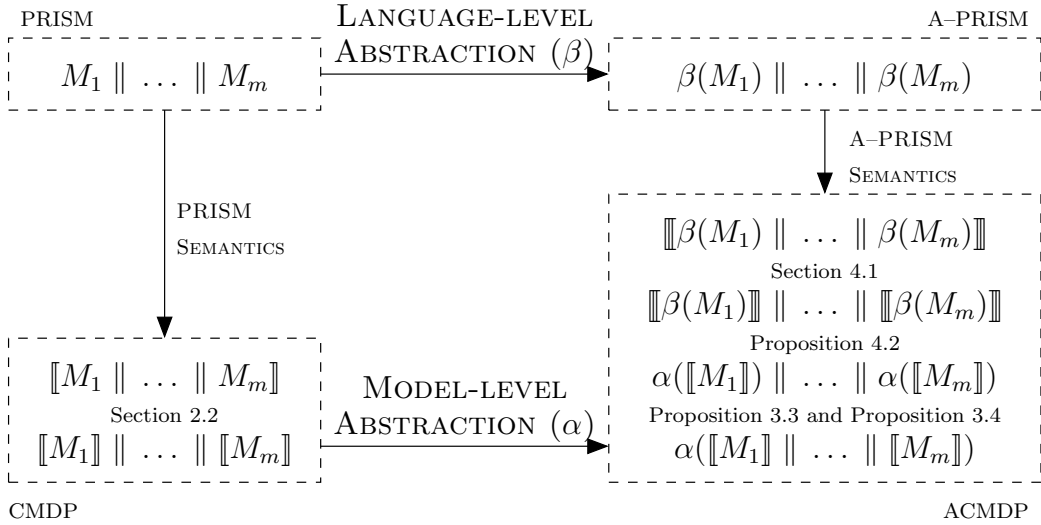 PRISM
A–PRISM
LANGUAGE-LEVEL
ABSTRACTION (β)
M₁ ∥ … ∥ Mₘ
β(M₁) ∥ … ∥ β(Mₘ)
A–PRISM
SEMANTICS
PRISM
SEMANTICS
⟦⟦β(M₁) ∥ … ∥ β(Mₘ)⟧⟧
Section 4.1
⟦⟦β(M₁)⟧⟧ ∥ … ∥ ⟦⟦β(Mₘ)⟧⟧
Proposition 4.2
⟦M₁ ∥ … ∥ Mₘ⟧
Section 2.2
⟦M₁⟧ ∥ … ∥ ⟦Mₘ⟧
MODEL-LEVEL
ABSTRACTION (α)
α(⟦M₁⟧) ∥ … ∥ α(⟦Mₘ⟧)
Proposition 3.3 and Proposition 3.4
α(⟦M₁⟧ ∥ … ∥ ⟦Mₘ⟧)
CMDP
ACMDP